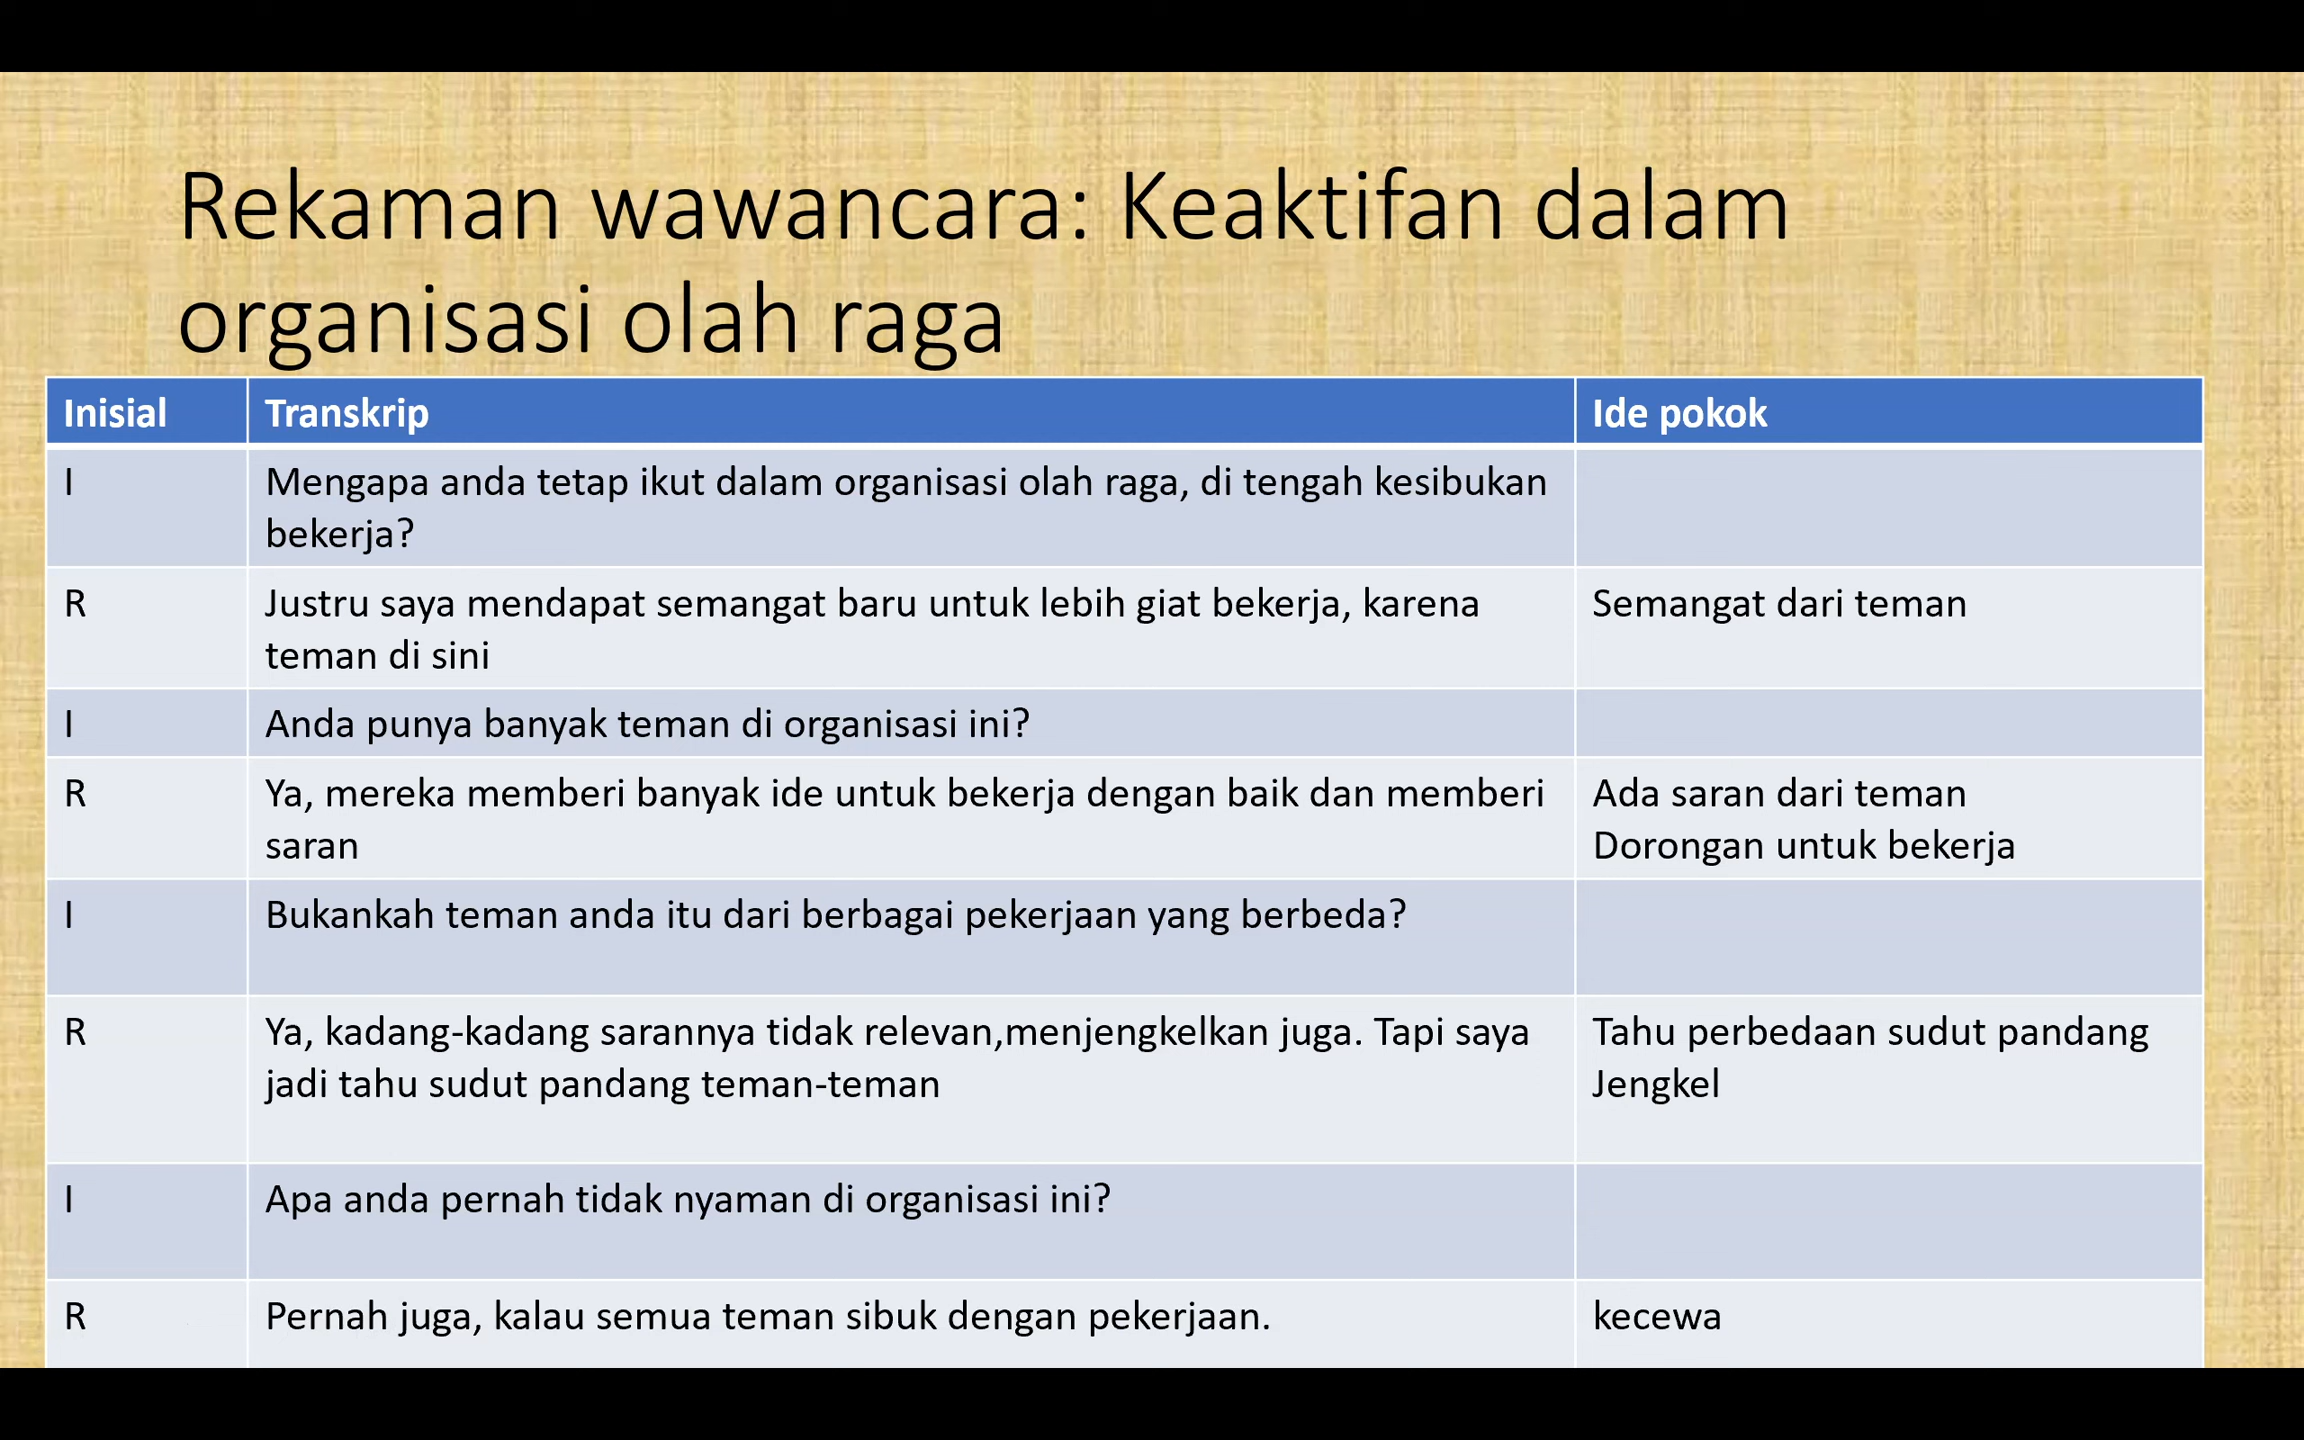 Rekaman wawancara: Keaktifan dalam
organisasi olah raga
Inisial Transkrip Ide pokok
I Mengapa anda tetap ikut dalam organisasi olah raga, di tengah kesibukan
bekerja?
R Justru saya mendapat semangat baru untuk lebih giat bekerja, karena Semangat dari teman
teman di sini
I Anda punya banyak teman di organisasi ini?
R Ya, mereka memberi banyak ide untuk bekerja dengan baik dan memberi Ada saran dari teman
saran Dorongan untuk bekerja
I Bukankah teman anda itu dari berbagai pekerjaan yang berbeda?
R Ya, kadang-kadang sarannya tidak relevan,menjengkelkan juga. Tapi saya Tahu perbedaan sudut pandang
jadi tahu sudut pandang teman-teman Jengkel
I Apa anda pernah tidak nyaman di organisasi ini?
R Pernah juga, kalau semua teman sibuk dengan pekerjaan. kecewa